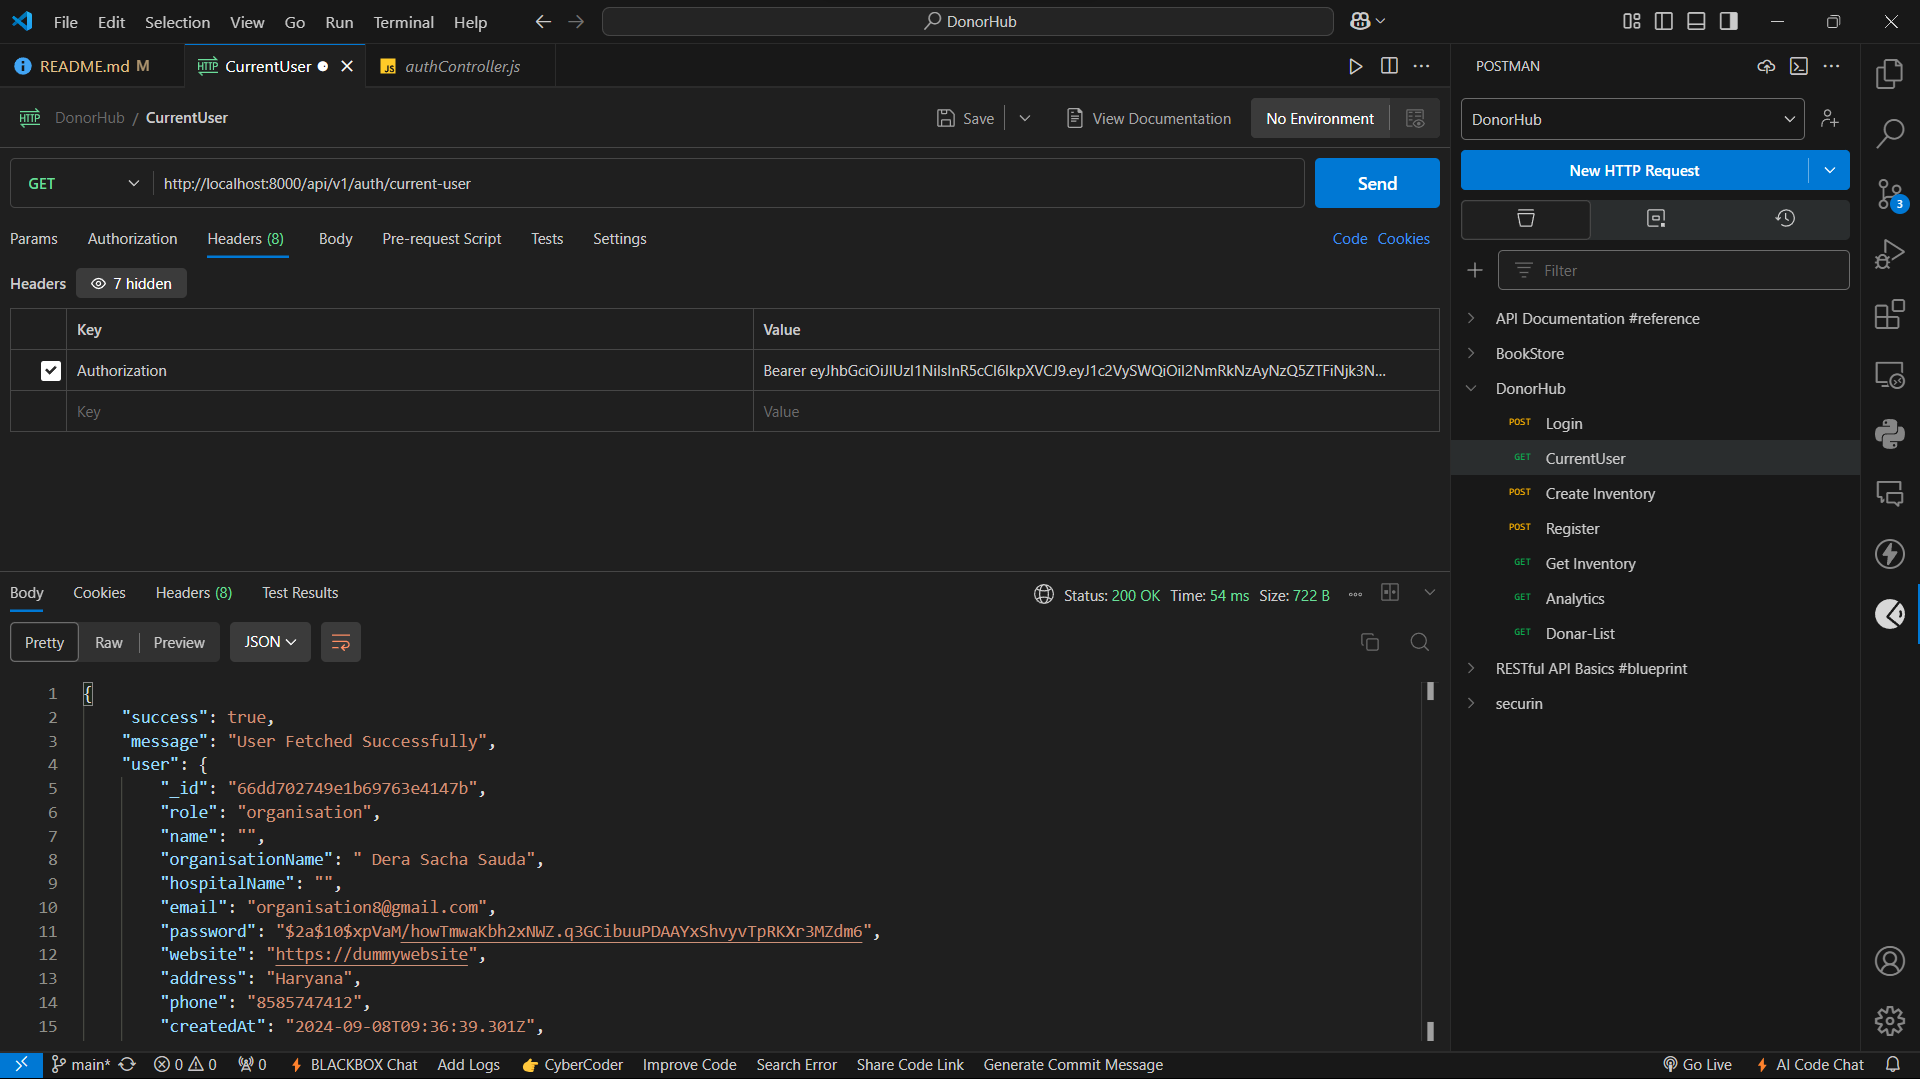 File Edit Selection View Go Run Terminal Help
DonorHub
README.md M
CurrentUser
JS authController.js
POSTMAN
HTTP DonorHub / CurrentUser
Save
View Documentation
No Environment
DonorHub
GET
http://localhost:8000/api/v1/auth/current-user
Send
New HTTP Request
Params Authorization Headers (8) Body Pre-request Script Tests Settings
Code Cookies
Headers 7 hidden
Filter
Key Value
Authorization
Key Value
API Documentation #reference
BookStore
DonorHub
POST Login
GET CurrentUser
POST Create Inventory
POST Register
GET Get Inventory
GET Analytics
GET Donar-List
RESTful API Basics #blueprint
securin
3
Body Cookies Headers (8) Test Results
Status: 200 OK Time: 54 ms Size: 722 B
Pretty Raw Preview JSON
1 {
2 "success": true,
3 "message": "User Fetched Successfully",
4 "user": {
5 "_id": "66dd702749e1b69763e4147b",
6 "role": "organisation",
7 "name": "",
8 "organisationName": " Dera Sacha Sauda",
9 "hospitalName": "",
10 "email": "organisation8@gmail.com",
11 "password": "$2a$10$xpVaM/howTmwaKbh2xNWZ.q3GCibuuPDAAYxShvyvTpRKXr3MZdm6",
12 "website": "https://dummywebsite",
13 "address": "Haryana",
14 "phone": "8585747412",
15 "createdAt": "2024-09-08T09:36:39.301Z",
main* 0 0 0 BLACKBOX Chat Add Logs CyberCoder Improve Code Search Error Share Code Link Generate Commit Message
Go Live AI Code Chat